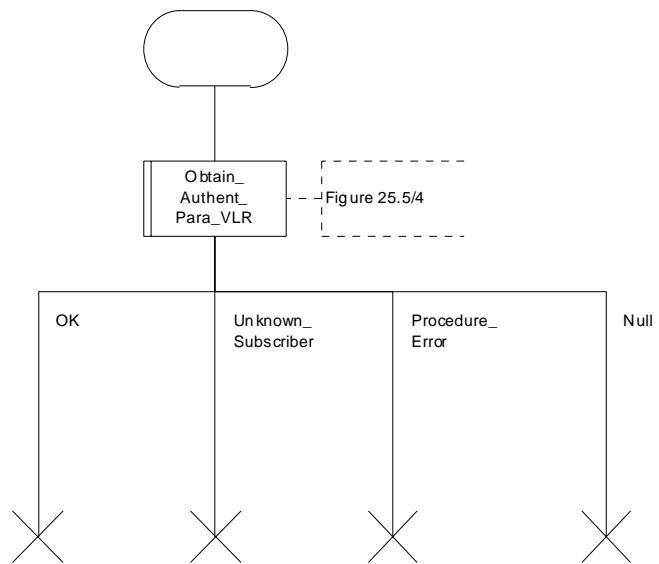 Obtain_
Authent_
Para_VLR
Figure 25.5/4
OK
Unknown_
Subscriber
Procedure_
Error
Null